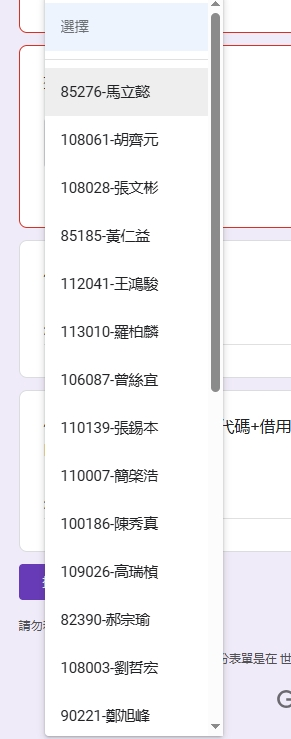 選擇
85276-馬立懿
108061-胡齊元
108028-張文彬
85185-黃仁益
112041-王鴻駿
113010-羅柏麟
106087-曾絲宜
代碼+借用
110139-張錫本
110007-簡榮浩
100186-陳秀真
109026-高瑞楨
82390-郝宗瑜
請勿
份表單是在 世
108003-劉哲宏
90221-鄭旭峰